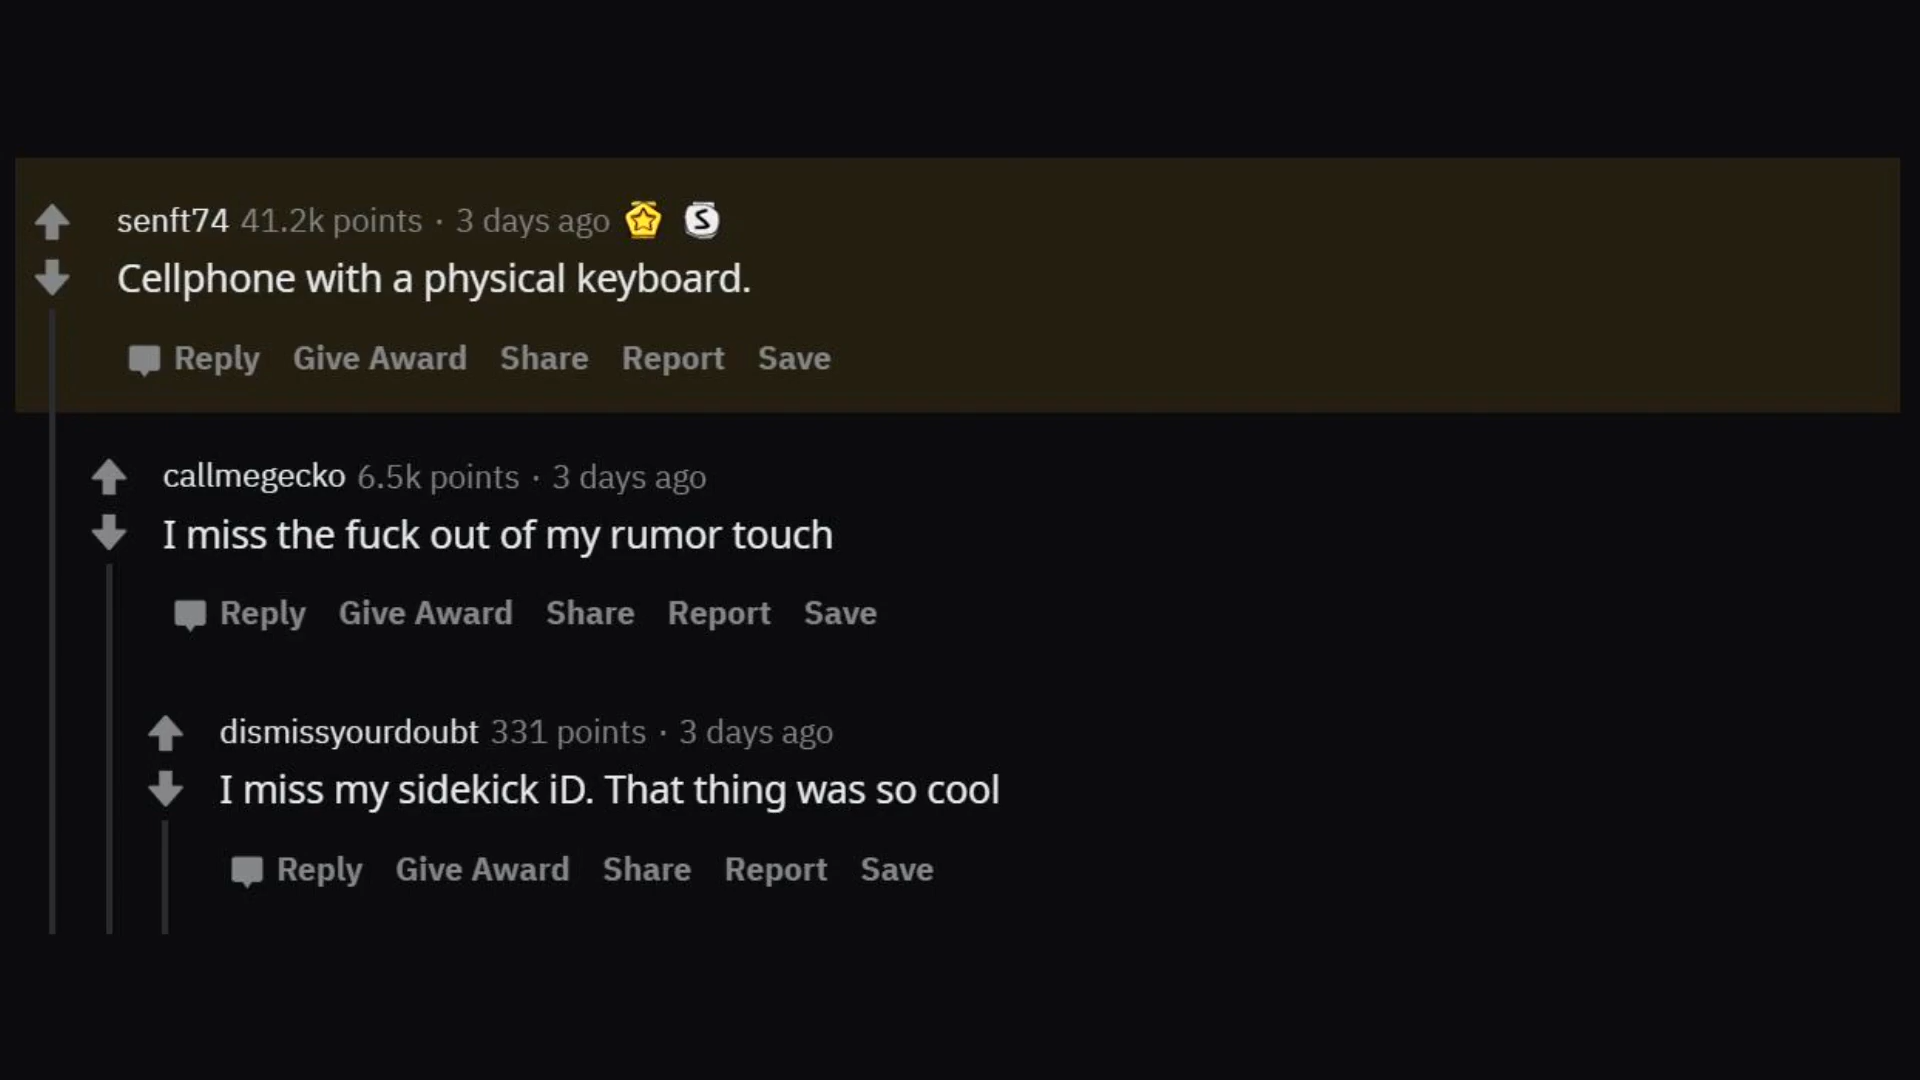 senft74 41.2k points · 3 days ago S
Cellphone with a physical keyboard.
Reply Give Award Share Report Save
callmegecko 6.5k points · 3 days ago
I miss the fuck out of my rumor touch
Reply Give Award Share Report Save
dismissyourdoubt 331 points · 3 days ago
I miss my sidekick iD. That thing was so cool
Reply Give Award Share Report Save